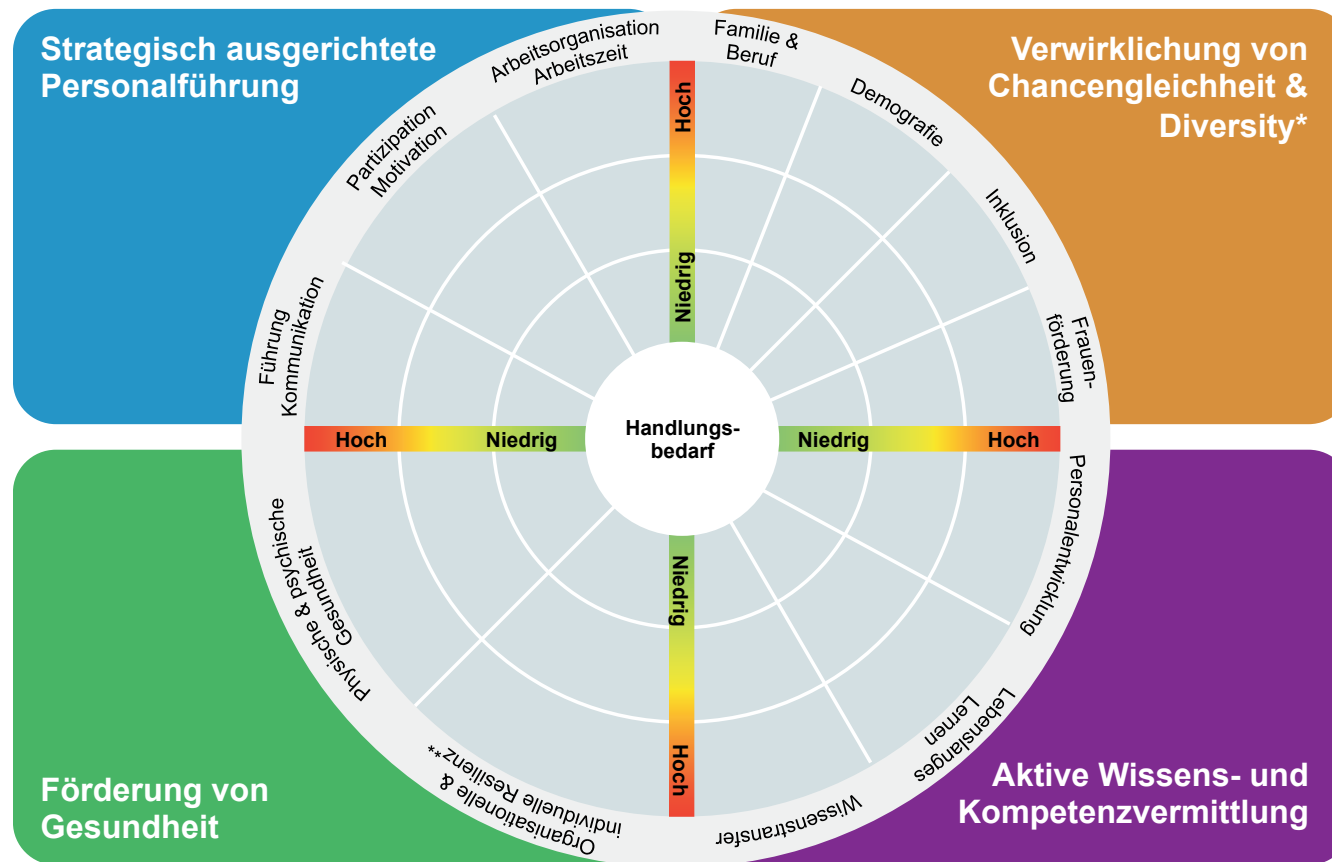 Strategisch ausgerichtete
Personalführung
Verwirklichung von
Chancengleichheit &
Diversity*
Arbeitsorganisation
Arbeitszeit
Familie &
Beruf
Partizipation
Motivation
Demografie
Führung
Kommunikation
Inklusion
Frauen-
förderung
Hoch
Niedrig
Hoch
Niedrig
Handlungs-
bedarf
Niedrig
Hoch
Niedrig
Hoch
Physische & psychische
Gesundheit
Personalentwicklung
Organisationelle &
individuelle Resilienz**
Wissenstransfer
Lebenslanges
Lernen
Förderung von
Gesundheit
Aktive Wissens- und
Kompetenzvermittlung